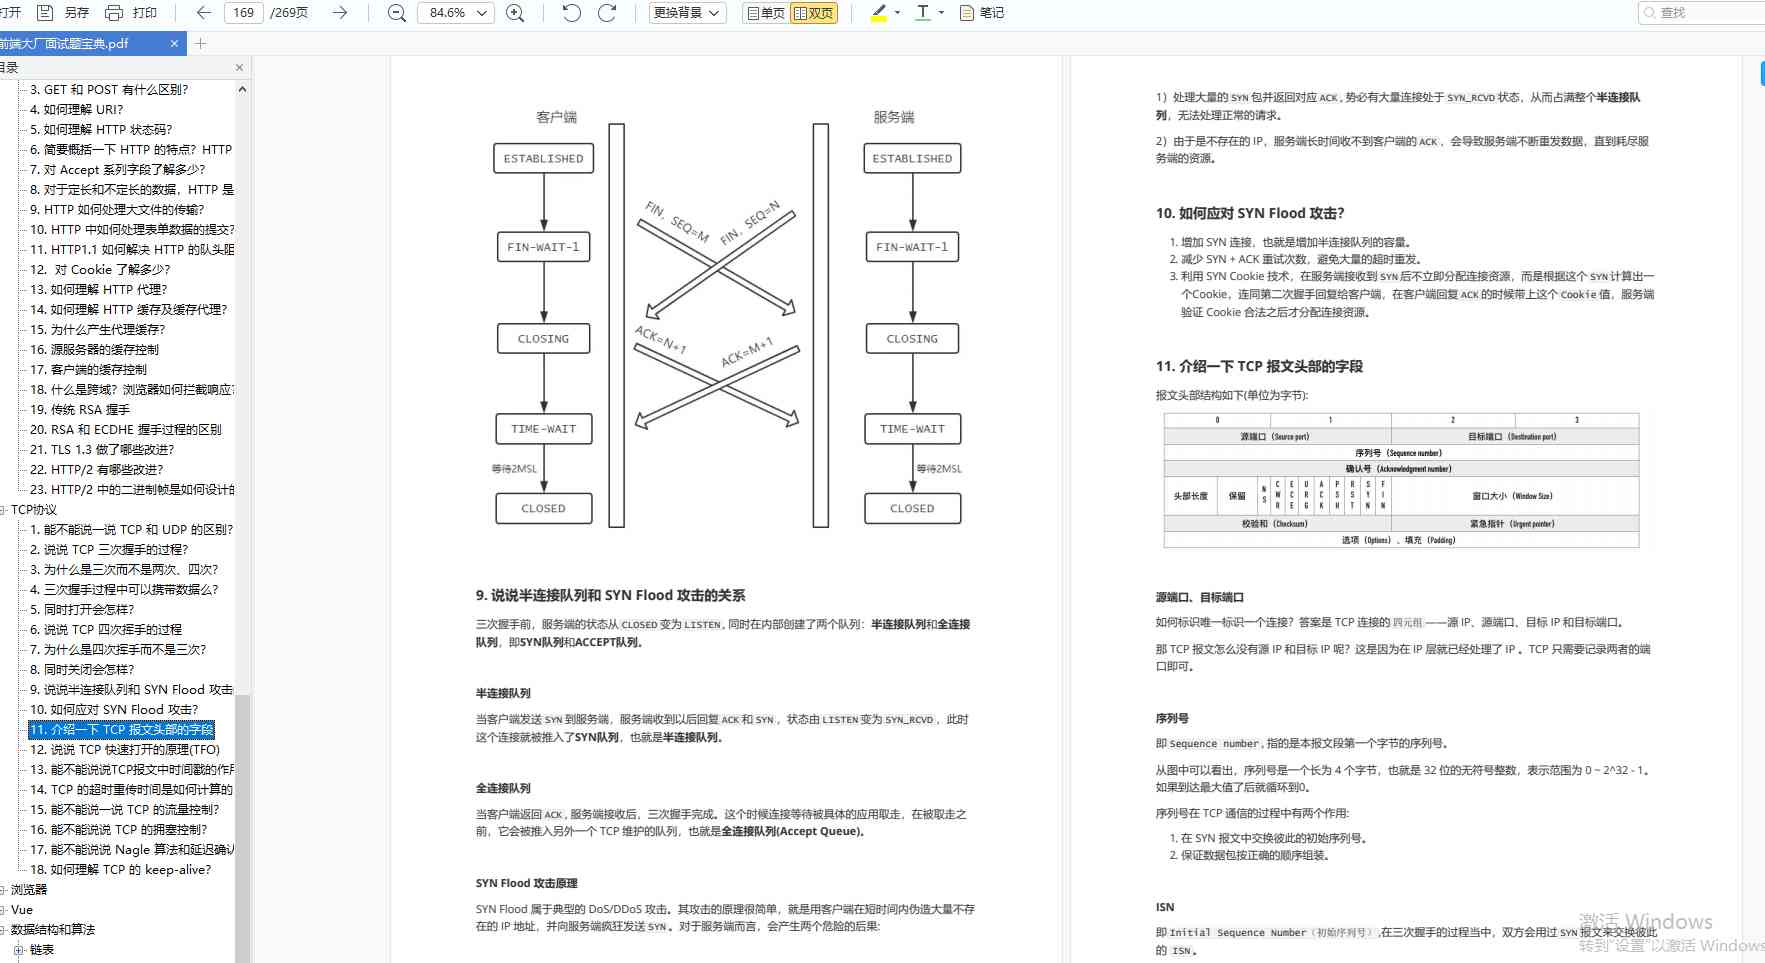 打开 另存 打印 169 /269页 84.6% 更换背景 单页 双页 T 笔记 查找
前端大厂面试题宝典.pdf
目录
3. GET 和 POST 有什么区别?
4. 如何理解 URI?
5. 如何理解 HTTP 状态码?
6. 简要概括一下 HTTP 的特点? HTTP
7. 对 Accept 系列字段了解多少?
8. 对于定长和不定长的数据, HTTP 是
9. HTTP 如何处理大文件的传输?
10. HTTP 中如何处理表单数据的提交?
11. HTTP1.1 如何解决 HTTP 的队头阻
12. 对 Cookie 了解多少?
13. 如何理解 HTTP 代理?
14. 如何理解 HTTP 缓存及缓存代理?
15. 为什么产生代理缓存?
16. 源服务器的缓存控制
17. 客户端的缓存控制
18. 什么是跨域? 浏览器如何拦截响应?
19. 传统 RSA 握手
20. RSA 和 ECDHE 握手过程的区别
21. TLS 1.3 做了哪些改进?
22. HTTP/2 有哪些改进?
23. HTTP/2 中的二进制帧是如何设计的
TCP协议
1. 能不能说一说 TCP 和 UDP 的区别?
2. 说说 TCP 三次握手的过程?
3. 为什么是三次而不是两次、四次?
4. 三次握手过程中可以携带数据么?
5. 同时打开会怎样?
6. 说说 TCP 四次挥手的过程
7. 为什么是四次挥手而不是三次?
8. 同时关闭会怎样?
9. 说说半连接队列和 SYN Flood 攻击
10. 如何应对 SYN Flood 攻击?
11. 介绍一下 TCP 报文头部的字段
12. 说说 TCP 快速打开的原理(TFO)
13. 能不能说说TCP报文中时间戳的作用
14. TCP 的超时重传时间是如何计算的
15. 能不能说一说 TCP 的流量控制?
16. 能不能说说 TCP 的拥塞控制?
17. 能不能说说 Nagle 算法和延迟确认
18. 如何理解 TCP 的 keep-alive?
浏览器
Vue
数据结构和算法
链表
客户端 服务端
ESTABLISHED ESTABLISHED
FIN, SEQ=M FIN, SEQ=N
FIN-WAIT-1 FIN-WAIT-1
CLOSING CLOSING
ACK=N+1 ACK=M+1
TIME-WAIT TIME-WAIT
等待2MSL 等待2MSL
CLOSED CLOSED
9. 说说半连接队列和 SYN Flood 攻击的关系
三次握手前，服务端的状态从 CLOSED 变为 LISTEN , 同时在内部创建了两个队列：半连接队列和全连接
队列，即SYN队列和ACCEPT队列。
半连接队列
当客户端发送 SYN 到服务端，服务端收到以后回复 ACK 和 SYN ，状态由 LISTEN 变为 SYN_RCVD ，此时
这个连接就被推入了SYN队列，也就是半连接队列。
全连接队列
当客户端返回 ACK , 服务端接收后，三次握手完成。这个时候连接等待被具体的应用取走，在被取走之
前，它会被推入另外一个 TCP 维护的队列，也就是全连接队列(Accept Queue)。
SYN Flood 攻击原理
SYN Flood 属于典型的 DoS/DDoS 攻击。其攻击的原理很简单，就是用客户端在短时间内伪造大量不存
在的 IP 地址，并向服务端疯狂发送 SYN 。对于服务端而言，会产生两个危险的后果:
1）处理大量的 SYN 包并返回对应 ACK , 势必有大量连接处于 SYN_RCVD 状态，从而占满整个半连接队
列，无法处理正常的请求。
2）由于是不存在的 IP，服务端长时间收不到客户端的 ACK ，会导致服务端不断重发数据，直到耗尽服
务端的资源。
10. 如何应对 SYN Flood 攻击？
1. 增加 SYN 连接，也就是增加半连接队列的容量。
2. 减少 SYN + ACK 重试次数，避免大量的超时重发。
3. 利用 SYN Cookie 技术，在服务端接收到 SYN 后不立即分配连接资源，而是根据这个 SYN 计算出一
个Cookie，连同第二次握手回复给客户端，在客户端回复 ACK 的时候带上这个 Cookie 值，服务端
验证 Cookie 合法之后才分配连接资源。
11. 介绍一下 TCP 报文头部的字段
报文头部结构如下(单位为字节):
0 1 2 3
源端口 (Source port) 目标端口 (Destination port)
序列号 (Sequence number)
确认号 (Acknowledgment number)
头部长度 保留 NS CWR ECE URG ACK PSH RST SYN FIN 窗口大小 (Window Size)
校验和 (Checksum) 紧急指针 (Urgent pointer)
选项 (Options) 、填充 (Padding)
源端口、目标端口
如何标识唯一标识一个连接？答案是 TCP 连接的 四元组 ——源 IP、源端口、目标 IP 和目标端口。
那 TCP 报文怎么没有源 IP 和目标 IP 呢？这是因为在 IP 层就已经处理了 IP 。TCP 只需要记录两者的端
口即可。
序列号
即 Sequence number , 指的是本报文段第一个字节的序列号。
从图中可以看出，序列号是一个长为 4 个字节，也就是 32 位的无符号整数，表示范围为 0 ~ 2^32 - 1。
如果到达最大值了后就循环到0。
序列号在 TCP 通信的过程中有两个作用:
1. 在 SYN 报文中交换彼此的初始序列号。
2. 保证数据包按正确的顺序组装。
ISN
即 Initial Sequence Number（初始序列号） ,在三次握手的过程当中，双方会用过 SYN 报文来交换彼此
的 ISN 。
激活 Windows
转到"设置"以激活 Windows